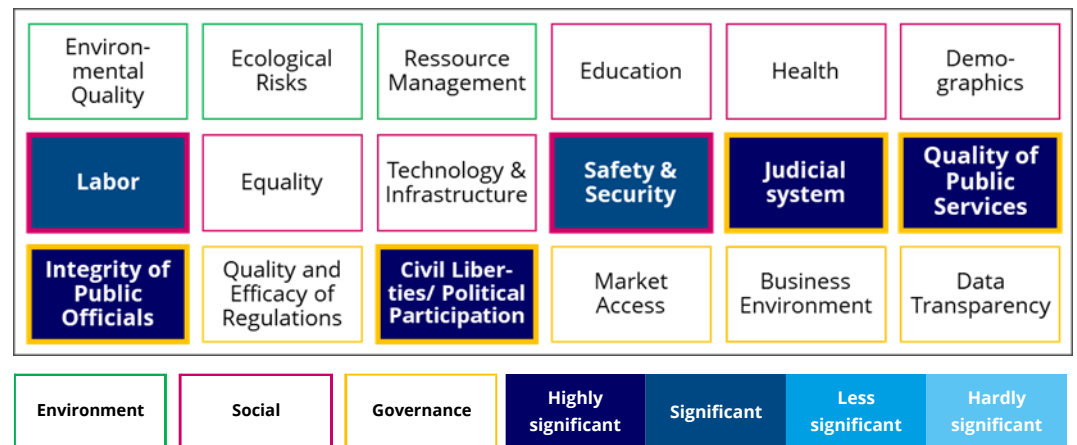 Environ-
mental
Quality
Ecological
Risks
Ressource
Management
Education
Health
Demo-
graphics
Labor
Equality
Technology &
Infrastructure
Safety &
Security
Judicial
system
Quality of
Public
Services
Integrity of
Public
Officials
Quality and
Efficacy of
Regulations
Civil Liber-
ties/ Political
Participation
Market
Access
Business
Environment
Data
Transparency
Environment
Social
Governance
Highly
significant
Significant
Less
significant
Hardly
significant